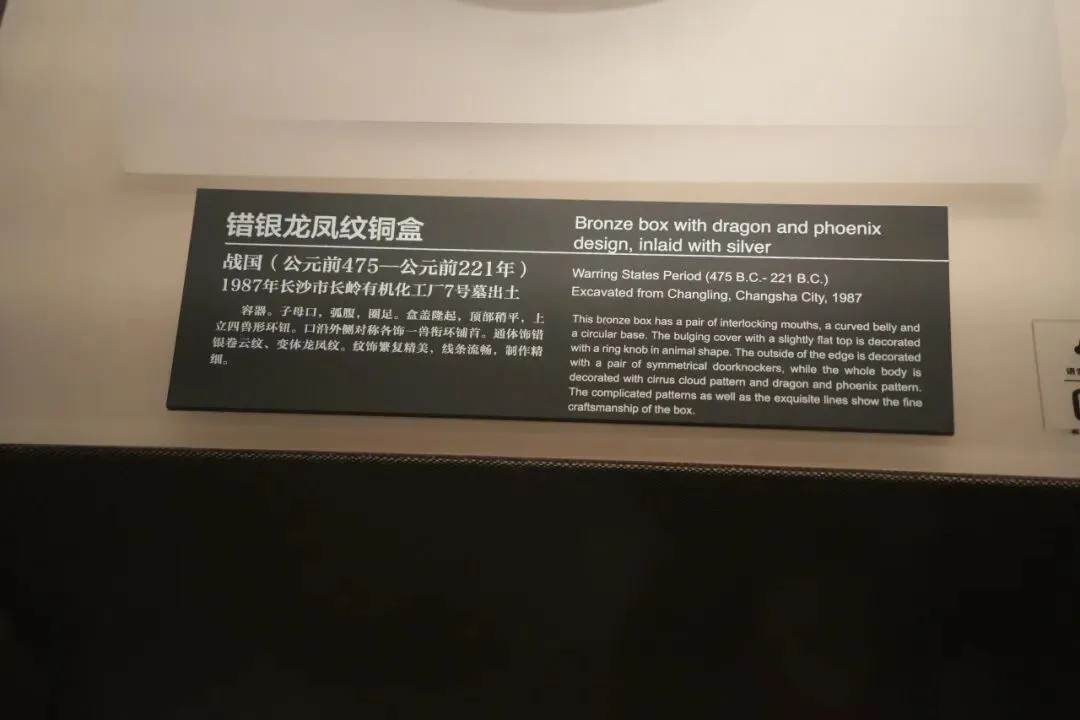 错银龙凤纹铜盒
战国（公元前475—公元前221年）
1987年长沙市长岭有机化工厂7号墓出土
容器。子母口，弧腹，圈足。盒盖隆起，顶部稍平，上
立四兽形环钮。口沿外侧对称各饰一兽衔环铺首。通体饰错
银卷云纹、变体龙凤纹。纹饰繁复精美，线条流畅，制作精
细。
Bronze box with dragon and phoenix
design, inlaid with silver
Warring States Period (475 B.C.- 221 B.C.)
Excavated from Changling, Changsha City, 1987
This bronze box has a pair of interlocking mouths, a curved belly and
a circular base. The bulging cover with a slightly flat top is decorated
with a ring knob in animal shape. The outside of the edge is decorated
with a pair of symmetrical doorknockers, while the whole body is
decorated with cirrus cloud pattern and dragon and phoenix pattern.
The complicated patterns as well as the exquisite lines show the fine
craftsmanship of the box.